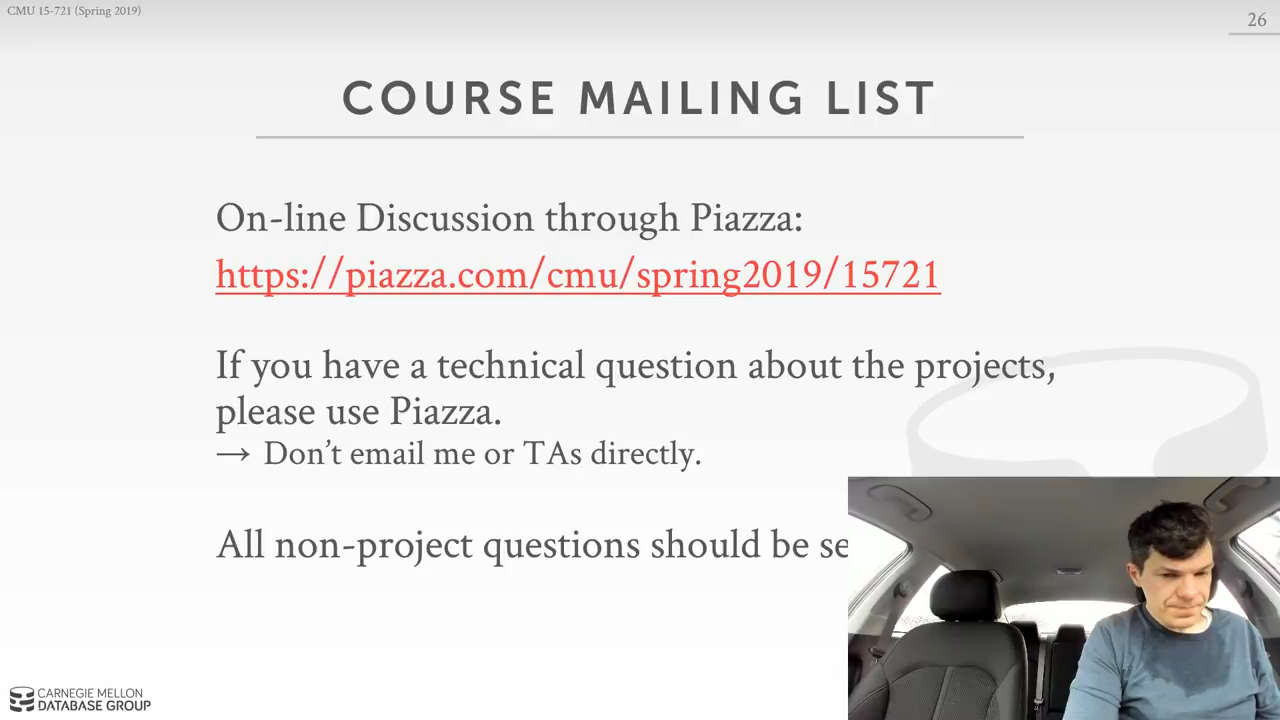 CMU 15-721 (Spring 2019)
26
COURSE MAILING LIST
On-line Discussion through Piazza:
https://piazza.com/cmu/spring2019/15721
If you have a technical question about the projects,
please use Piazza.
→ Don’t email me or TAs directly.
All non-project questions should be se
CARNEGIE MELLON
DATABASE GROUP